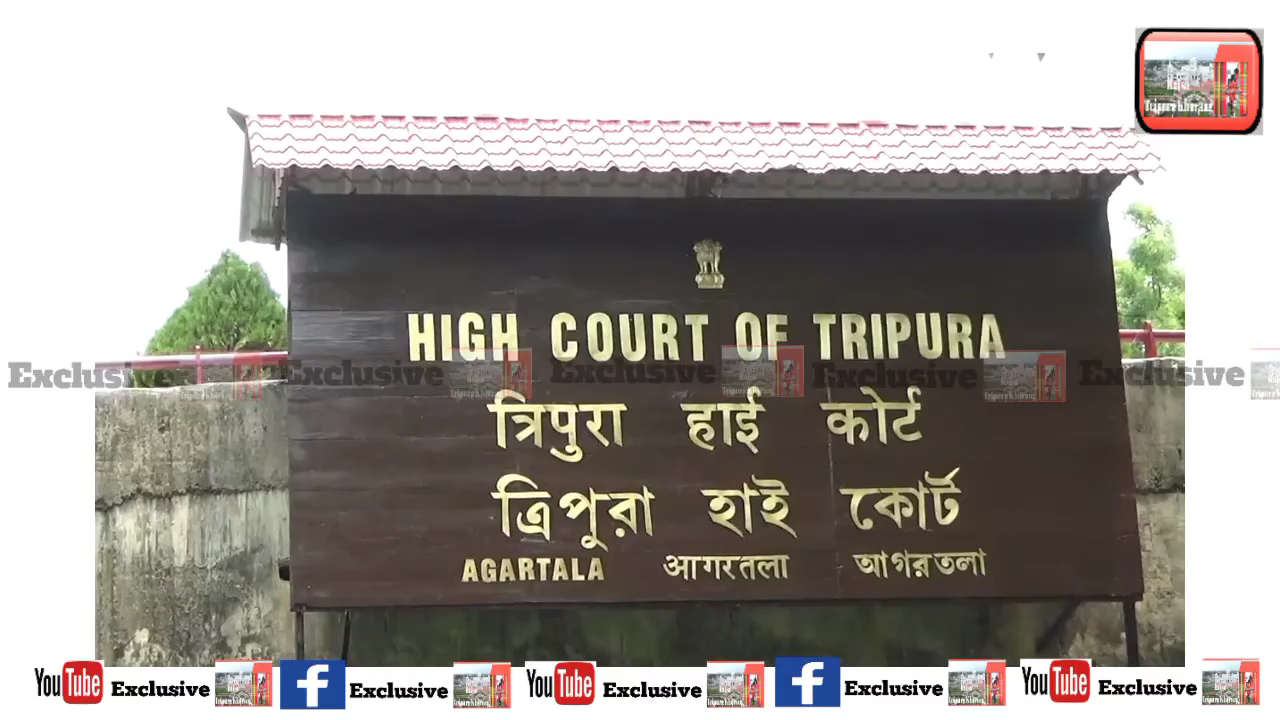 HIGH COURT OF TRIPURA
Exclusive Exclusive Exclusive Exclusive Exclusive
त्रिपुरा हाई कोर्ट
ত্রিপুরা হাই কোর্ট
AGARTALA आगरतला আগরতলা
YouTube Exclusive f Exclusive YouTube Exclusive f Exclusive YouTube Exclusive